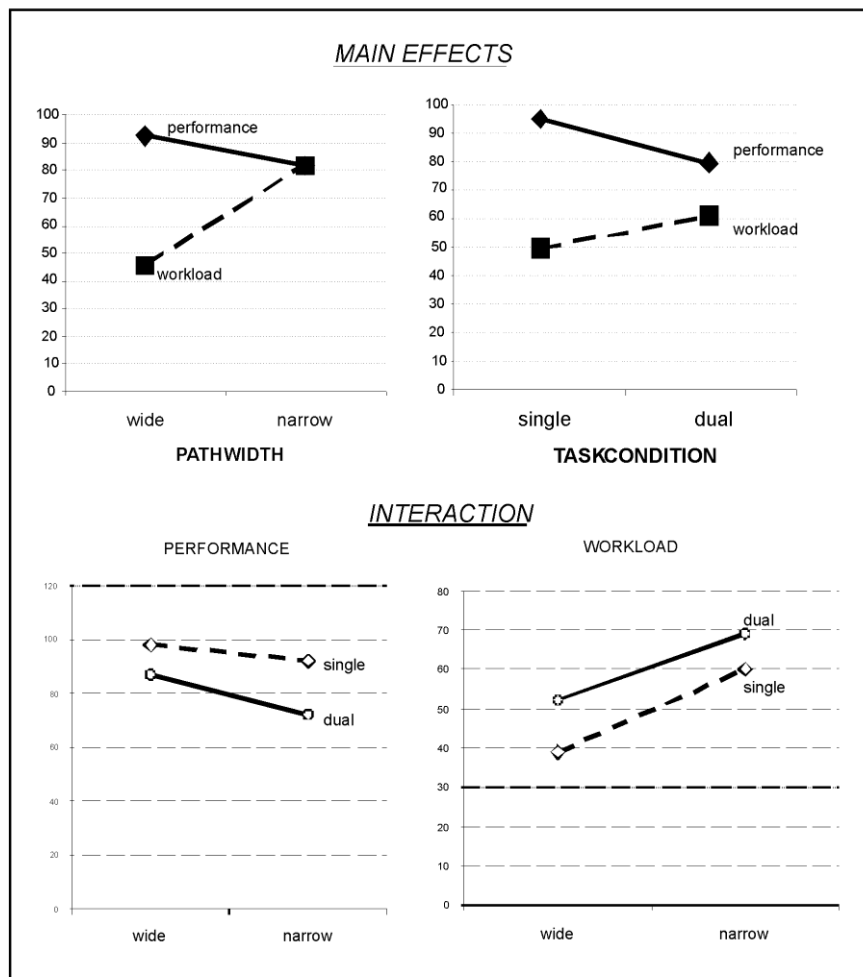 MAIN EFFECTS
100
90
80
70
60
50
40
30
20
10
0
performance
workload
wide narrow
PATHWIDTH
100
90
80
70
60
50
40
30
20
10
0
performance
workload
single dual
TASKCONDITION
INTERACTION
PERFORMANCE
120
100
80
60
40
20
0
single
dual
wide narrow
WORKLOAD
80
70
60
50
40
30
20
10
0
dual
single
wide narrow